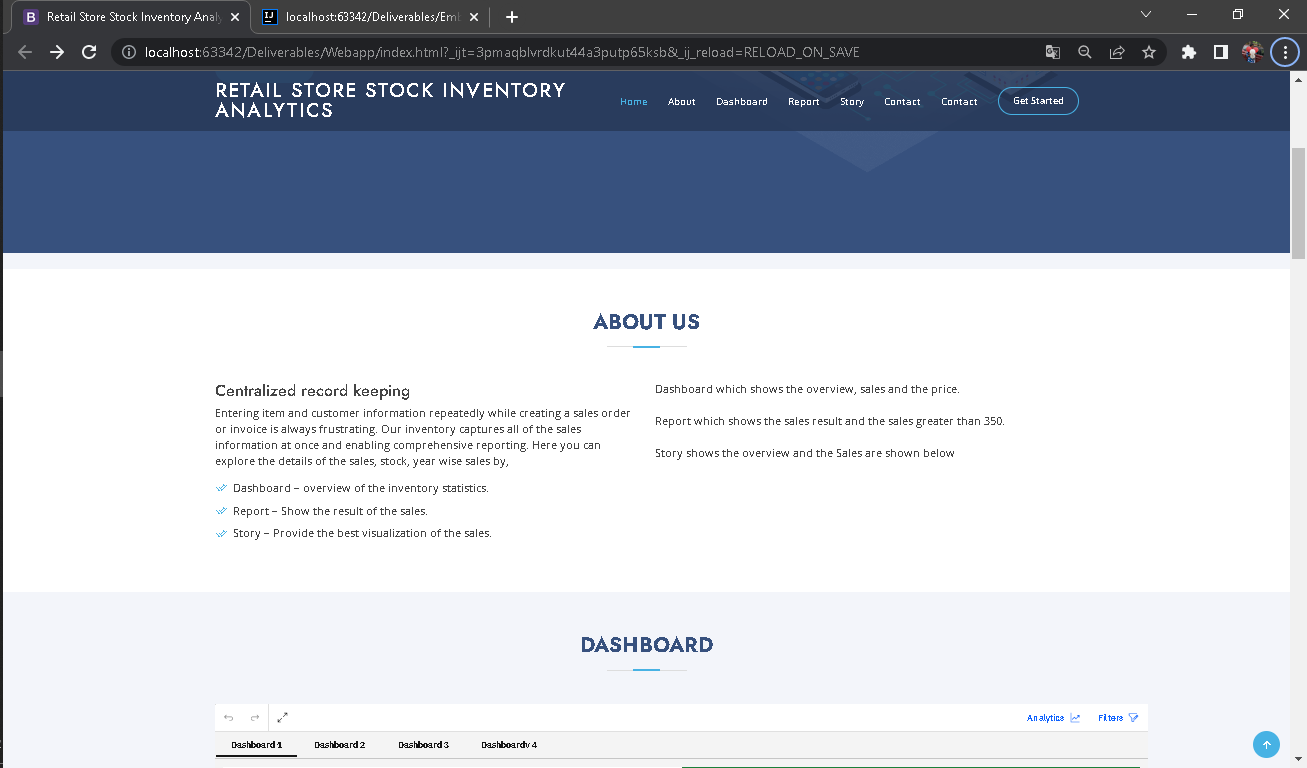 Retail Store Stock Inventory Analy
localhost:63342/Deliverables/Emb
localhost:63342/Deliverables/Webapp/index.html?_ijt=3pmaqblvrdkut44a3putp65ksb&_ij_reload=RELOAD_ON_SAVE
RETAIL STORE STOCK INVENTORY
ANALYTICS
Home About Dashboard Report Story Contact Contact Get Started
ABOUT US
Centralized record keeping
Entering item and customer information repeatedly while creating a sales order
or invoice is always frustrating. Our inventory captures all of the sales
information at once and enabling comprehensive reporting. Here you can
explore the details of the sales, stock, year wise sales by,
Dashboard – overview of the inventory statistics.
Report – Show the result of the sales.
Story – Provide the best visualization of the sales.
Dashboard which shows the overview, sales and the price.
Report which shows the sales result and the sales greater than 350.
Story shows the overview and the Sales are shown below
DASHBOARD
Analytics Filters
Dashboard 1 Dashboard 2 Dashboard 3 Dashboardv 4